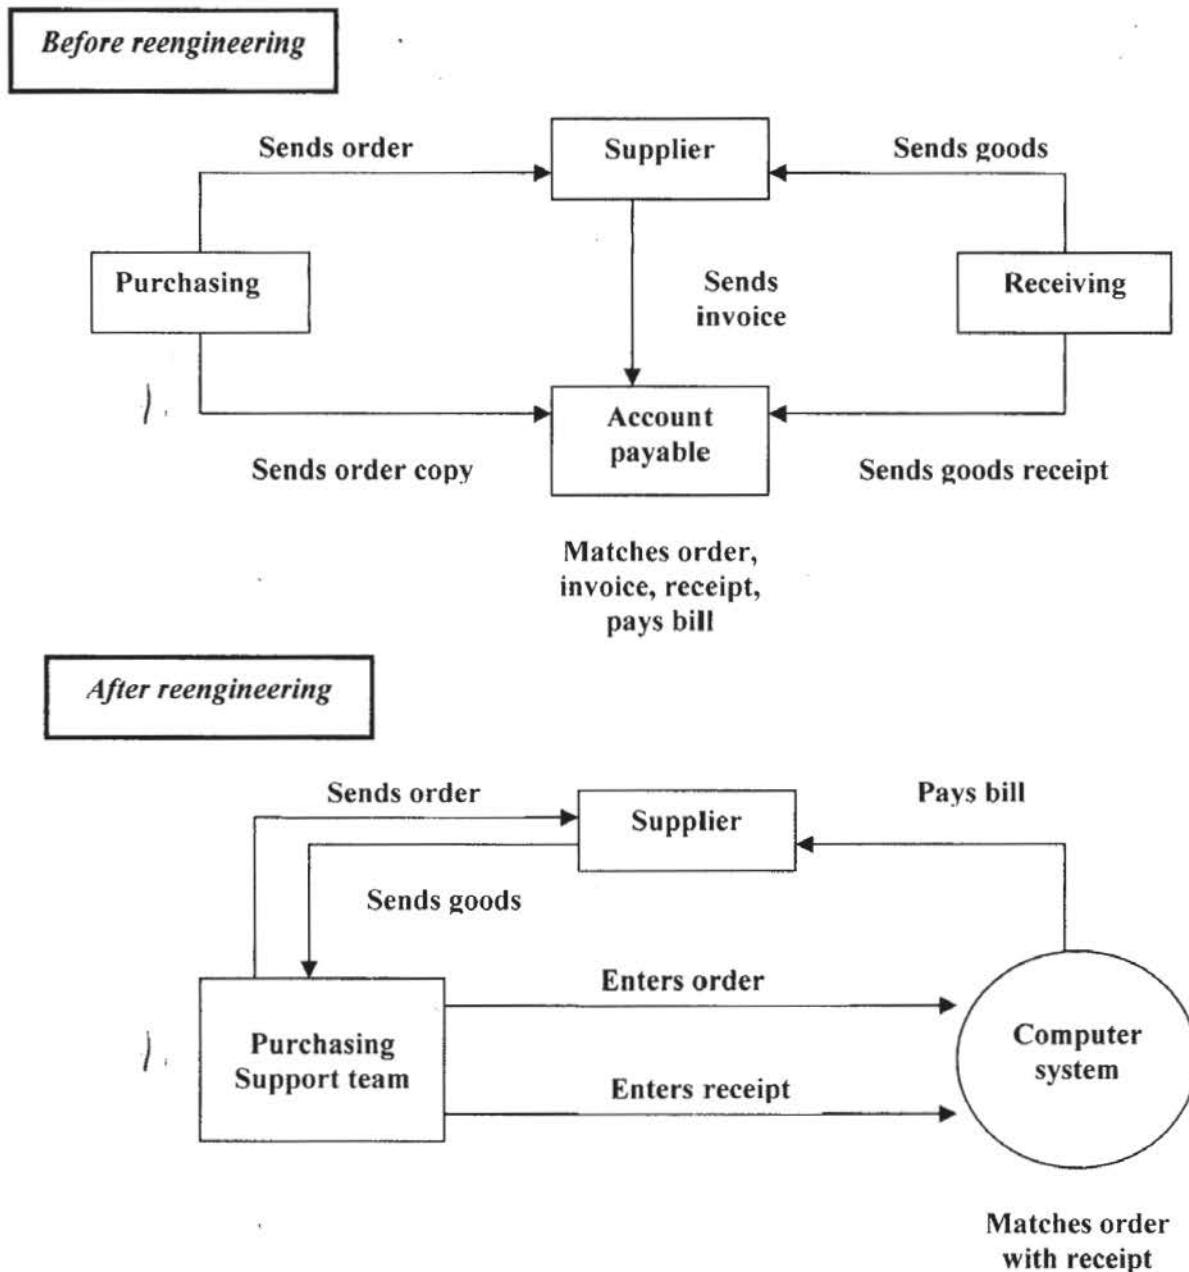 Before reengineering
Sends order
Supplier
Sends goods
Purchasing
Sends
invoice
Receiving
Account
payable
Sends order copy
Sends goods receipt
Matches order,
invoice, receipt,
pays bill
After reengineering
Sends order
Supplier
Pays bill
Sends goods
Enters order
Purchasing
Support team
Computer
system
Enters receipt
Matches order
with receipt